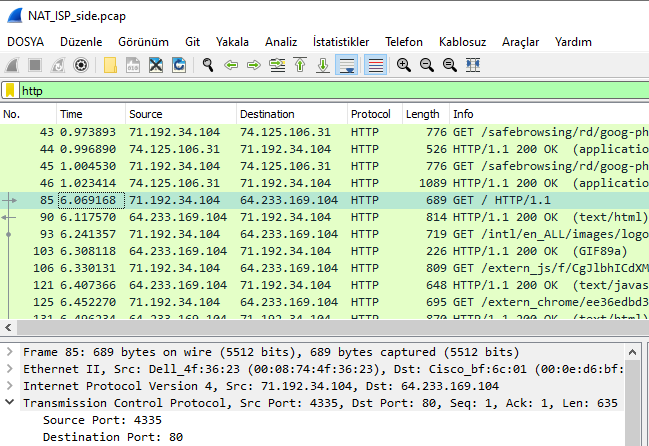 NAT_ISP_side.pcap
DOSYA Düzenle Görünüm Git Yakala Analiz İstatistikler Telefon Kablosuz Araçlar Yardım
http
No. Time Source Destination Protocol Length Info
43 0.973893 71.192.34.104 74.125.106.31 HTTP 776 GET /safebrowsing/rd/goog-ph
44 0.996890 74.125.106.31 71.192.34.104 HTTP 526 HTTP/1.1 200 OK (applicatio
45 1.004530 71.192.34.104 74.125.106.31 HTTP 776 GET /safebrowsing/rd/goog-ph
46 1.023414 74.125.106.31 71.192.34.104 HTTP 1089 HTTP/1.1 200 OK (applicatio
85 6.069168 71.192.34.104 64.233.169.104 HTTP 689 GET / HTTP/1.1
90 6.117570 64.233.169.104 71.192.34.104 HTTP 814 HTTP/1.1 200 OK (text/html)
93 6.241357 71.192.34.104 64.233.169.104 HTTP 719 GET /intl/en_ALL/images/logo
103 6.308118 64.233.169.104 71.192.34.104 HTTP 226 HTTP/1.1 200 OK (GIF89a)
106 6.330131 71.192.34.104 64.233.169.104 HTTP 809 GET /extern_js/f/CgJlbhICdXM
121 6.407366 64.233.169.104 71.192.34.104 HTTP 648 HTTP/1.1 200 OK (text/javas
125 6.452270 71.192.34.104 64.233.169.104 HTTP 695 GET /extern_chrome/ee36edbd3
131 6.496234 64.233.169.104 71.192.34.104 HTTP 870 HTTP/1.1 200 OK (text/html)
Frame 85: 689 bytes on wire (5512 bits), 689 bytes captured (5512 bits)
Ethernet II, Src: Dell_4f:36:23 (00:08:74:4f:36:23), Dst: Cisco_bf:6c:01 (00:0e:d6:bf:
Internet Protocol Version 4, Src: 71.192.34.104, Dst: 64.233.169.104
Transmission Control Protocol, Src Port: 4335, Dst Port: 80, Seq: 1, Ack: 1, Len: 635
Source Port: 4335
Destination Port: 80